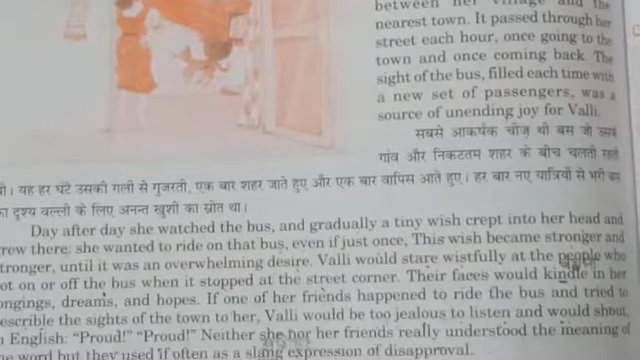 between her village and the
nearest town. It passed through her
street each hour, once going to the
town and once coming back. The
sight of the bus, filled each time with
a new set of passengers, was a
source of unending joy for Valli.
सबसे आकर्षक चीज़ थी बस जो उसके
गांव और निकटतम शहर के बीच चलती रहती
यह हर घंटे उसकी गली से गुजरती, एक बार शहर जाते हुए और एक बार वापिस आते हुए। हर बार नए यात्रियों से भरी बस
का दृश्य वल्ली के लिए अनन्त खुशी का स्रोत था।
Day after day she watched the bus, and gradually a tiny wish crept into her head and
rew there: she wanted to ride on that bus, even if just once, This wish became stronger and
tronger, until it was an overwhelming desire. Valli would stare wistfully at the people who
ot on or off the bus when it stopped at the street corner. Their faces would kindle in her
ongings, dreams, and hopes. If one of her friends happened to ride the bus and tried to
escribe the sights of the town to her, Valli would be too jealous to listen and would shout,
n English: "Proud!" "Proud!" Neither she nor her friends really understood the meaning of
he word but they used if often as a slang expression of disapproval.